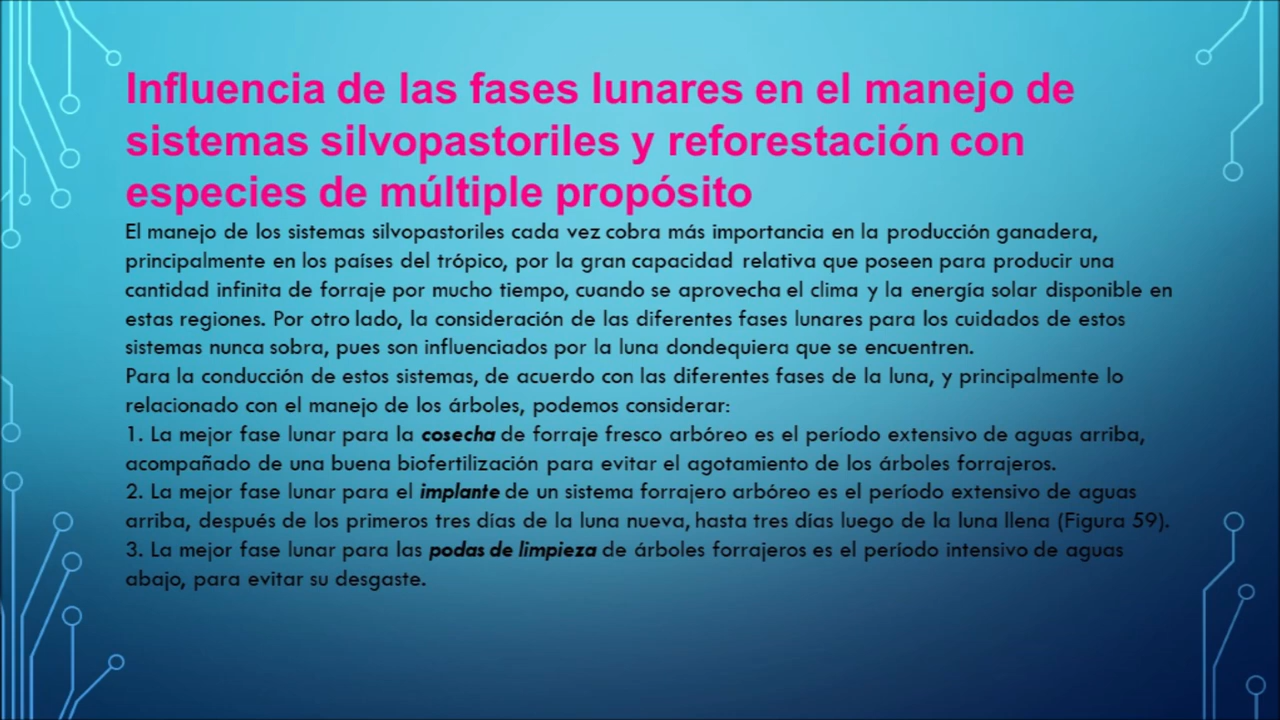 Influencia de las fases lunares en el manejo de
sistemas silvopastoriles y reforestación con
especies de múltiple propósito
El manejo de los sistemas silvopastoriles cada vez cobra más importancia en la producción ganadera,
principalmente en los países del trópico, por la gran capacidad relativa que poseen para producir una
cantidad infinita de forraje por mucho tiempo, cuando se aprovecha el clima y la energía solar disponible en
estas regiones. Por otro lado, la consideración de las diferentes fases lunares para los cuidados de estos
sistemas nunca sobra, pues son influenciados por la luna dondequiera que se encuentren.
Para la conducción de estos sistemas, de acuerdo con las diferentes fases de la luna, y principalmente lo
relacionado con el manejo de los árboles, podemos considerar:
1. La mejor fase lunar para la cosecha de forraje fresco arbóreo es el período extensivo de aguas arriba,
acompañado de una buena biofertilización para evitar el agotamiento de los árboles forrajeros.
2. La mejor fase lunar para el implante de un sistema forrajero arbóreo es el período extensivo de aguas
arriba, después de los primeros tres días de la luna nueva, hasta tres días luego de la luna llena (Figura 59).
3. La mejor fase lunar para las podas de limpieza de árboles forrajeros es el período intensivo de aguas
abajo, para evitar su desgaste.